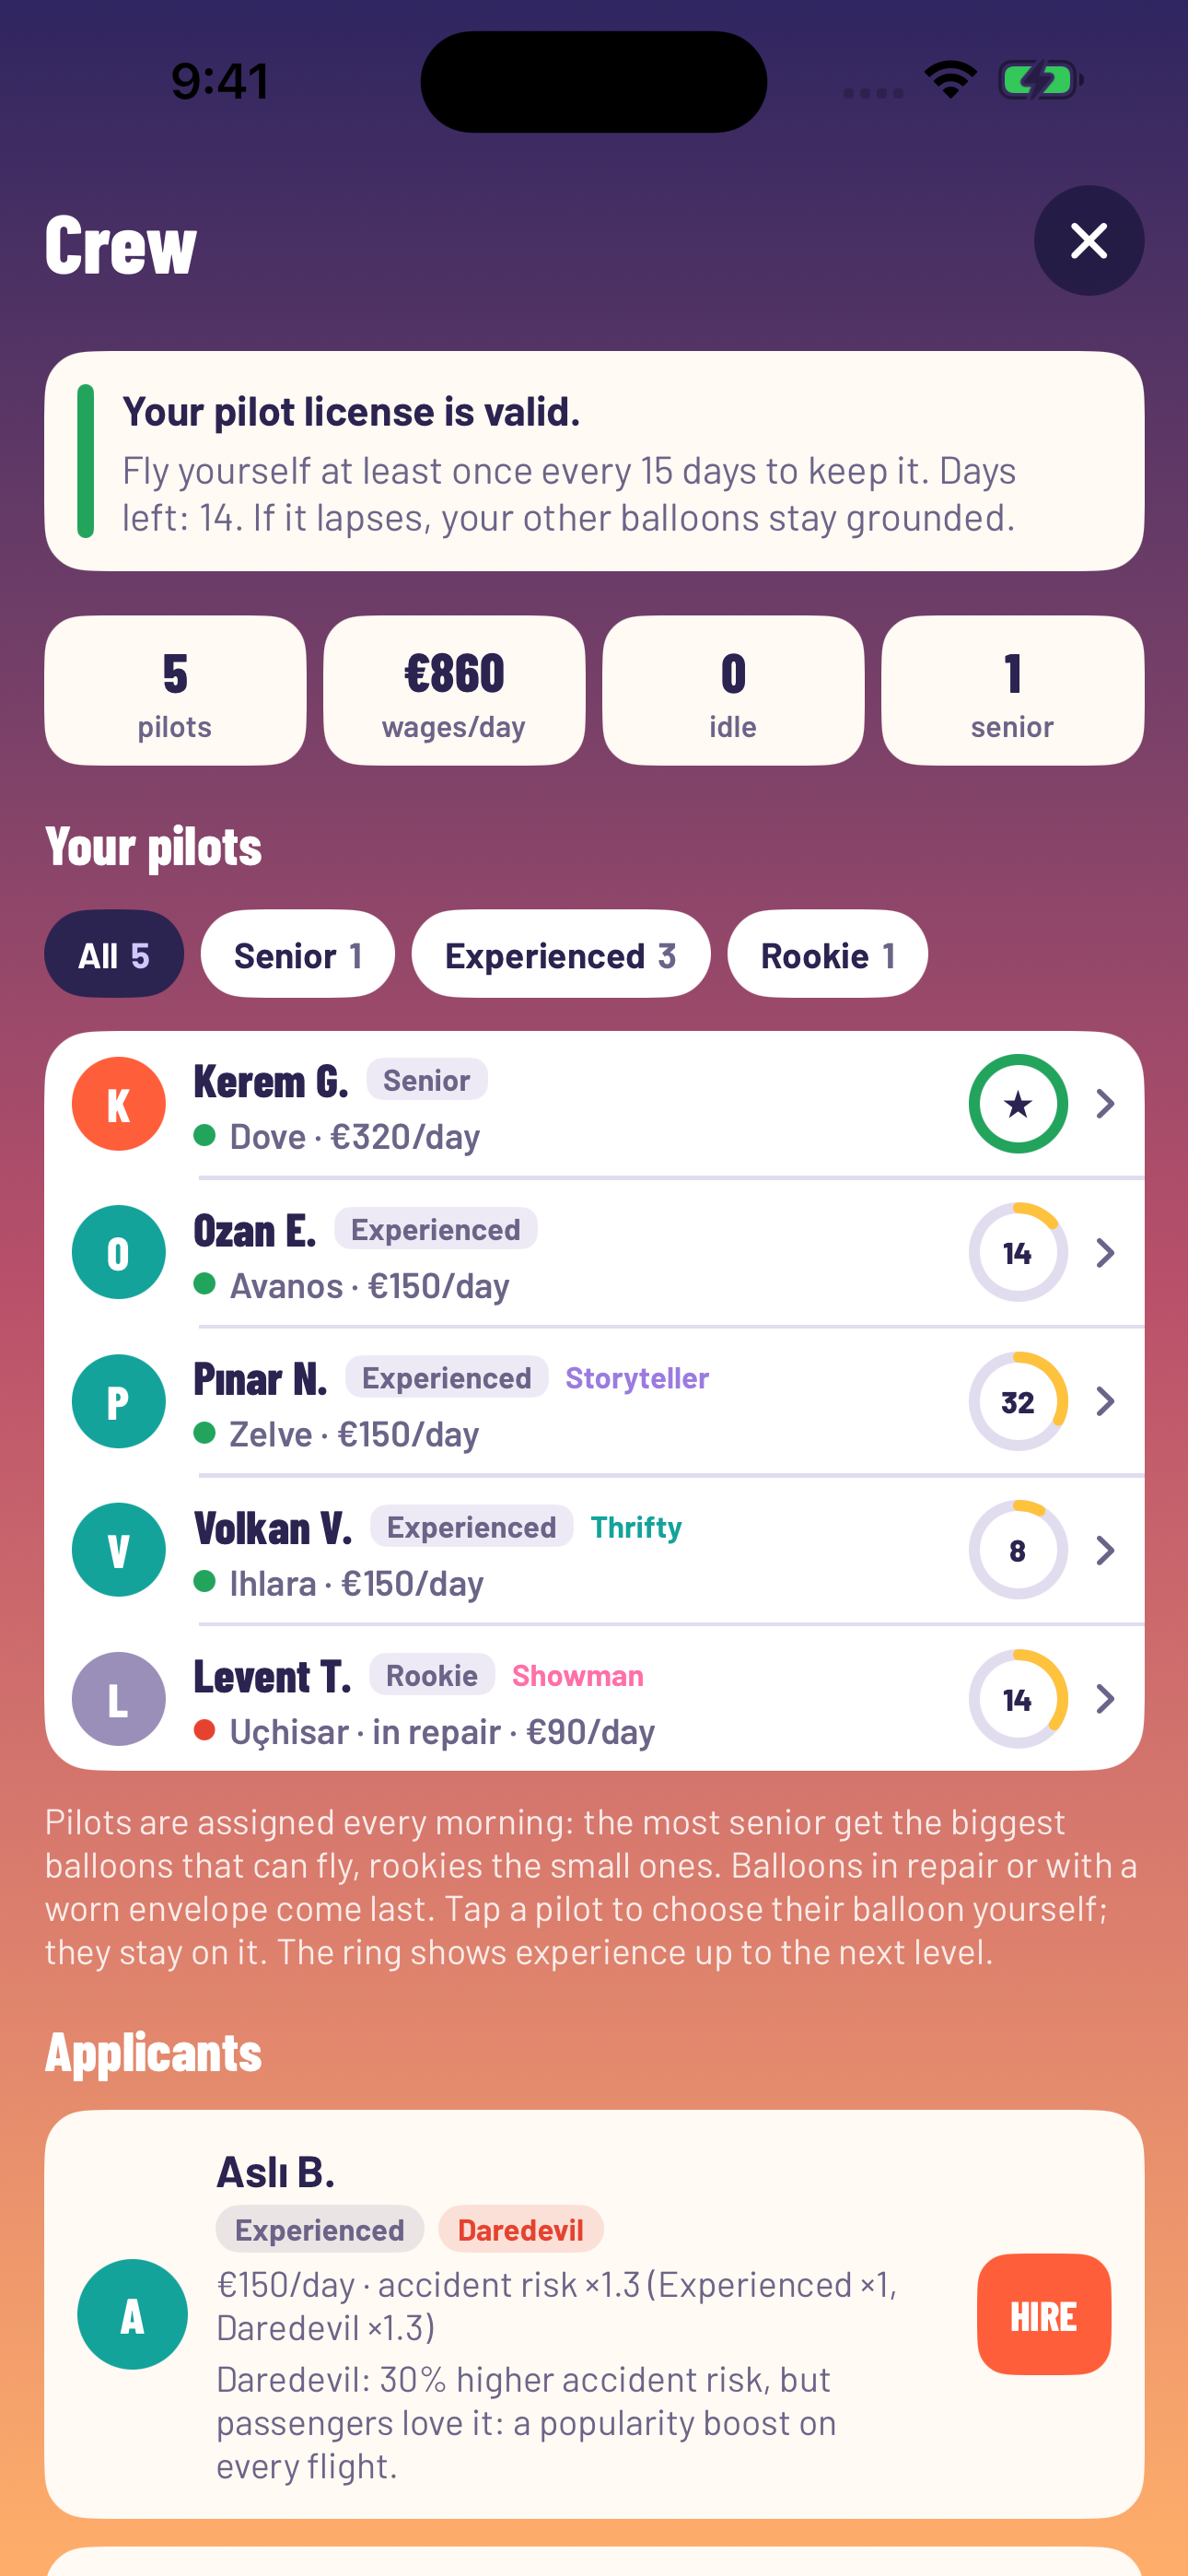 9:41
Crew
Your pilot license is valid.
Fly yourself at least once every 15 days to keep it. Days
left: 14. If it lapses, your other balloons stay grounded.
5
pilots
€860
wages/day
0
idle
1
senior
Your pilots
All 5
Senior 1
Experienced 3
Rookie 1
K
Kerem G. Senior
Dove · €320/day
★
O
Ozan E. Experienced
Avanos · €150/day
14
P
Pınar N. Experienced Storyteller
Zelve · €150/day
32
V
Volkan V. Experienced Thrifty
Ihlara · €150/day
8
L
Levent T. Rookie Showman
Uçhisar · in repair · €90/day
14
Pilots are assigned every morning: the most senior get the biggest
balloons that can fly, rookies the small ones. Balloons in repair or with a
worn envelope come last. Tap a pilot to choose their balloon yourself;
they stay on it. The ring shows experience up to the next level.
Applicants
A
Aslı B.
Experienced Daredevil
€150/day · accident risk ×1.3 (Experienced ×1,
Daredevil ×1.3)
Daredevil: 30% higher accident risk, but
passengers love it: a popularity boost on
every flight.
HIRE